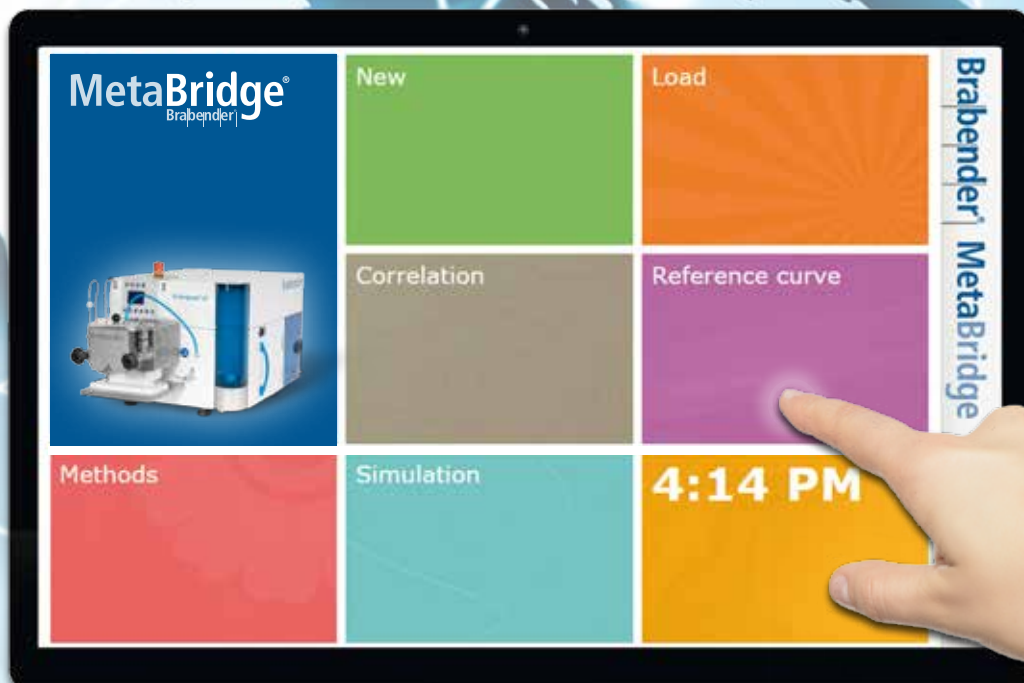 MetaBridge®
Brabender
New
Load
Correlation
Reference curve
Methods
Simulation
4:14 PM
Brabender® MetaBridge